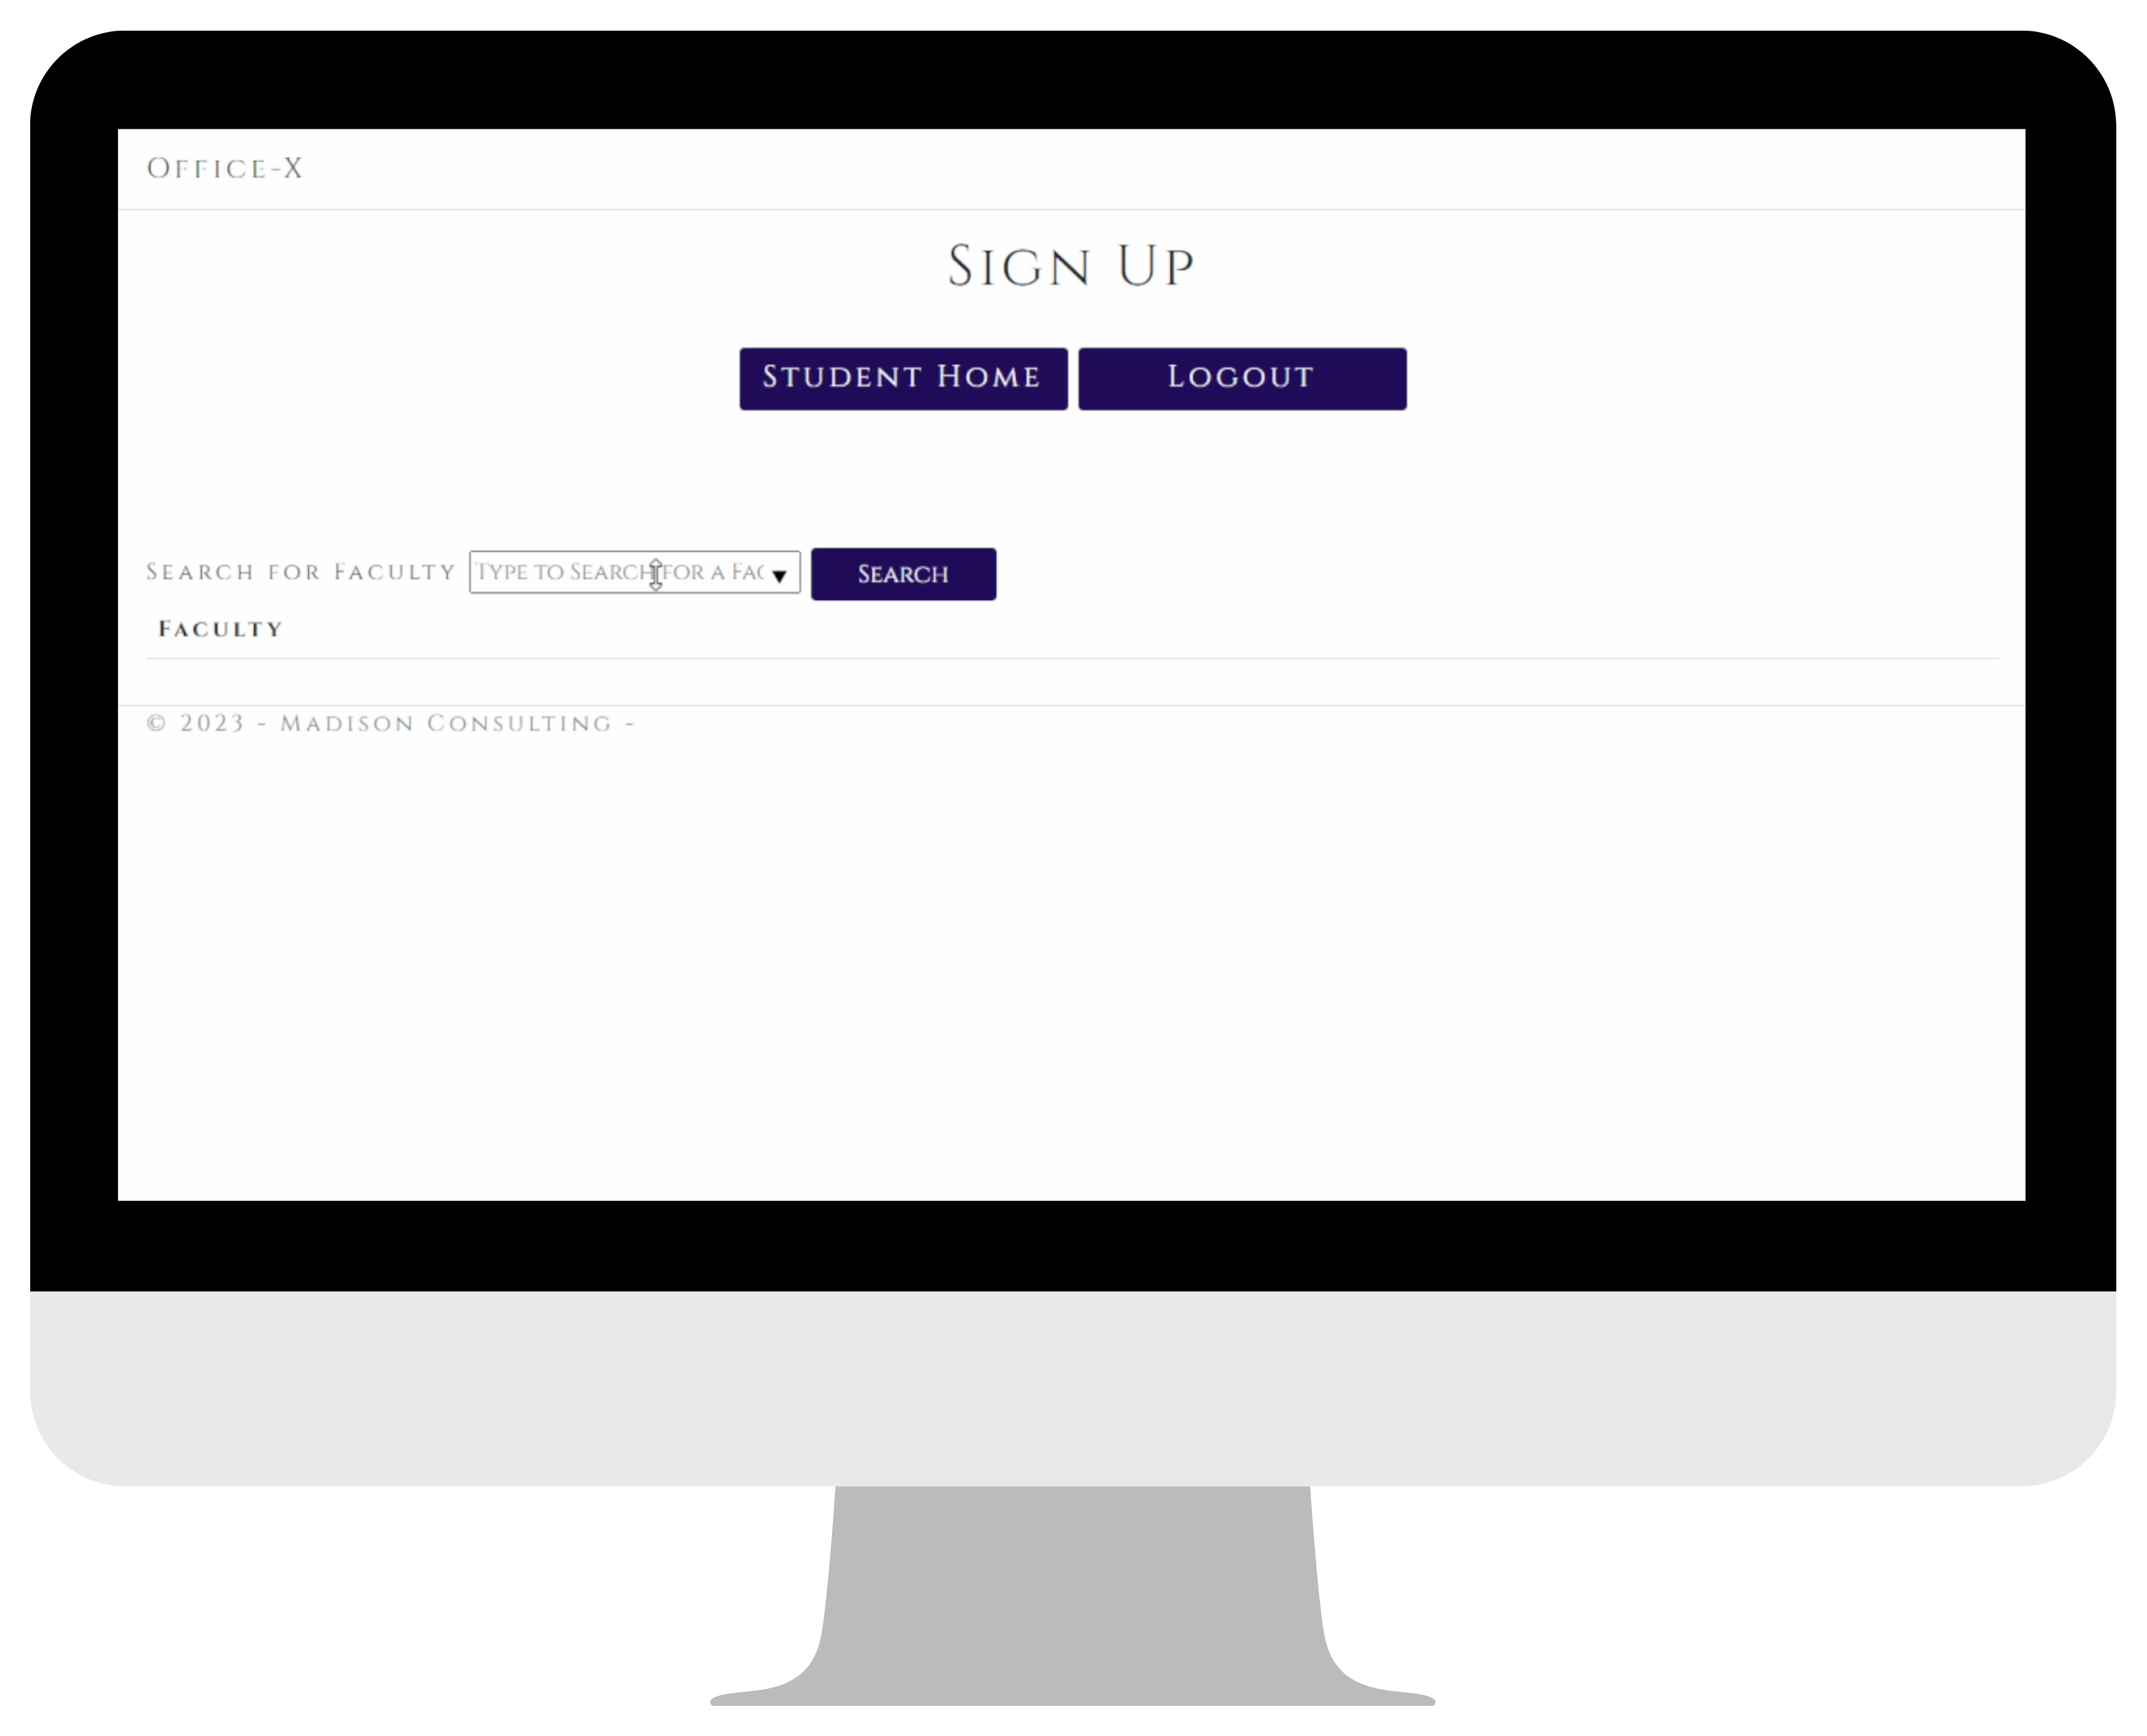 Office-X
Sign Up
Student Home Logout
Search for Faculty Type to Search for a Fac Search
Faculty
© 2023 - Madison Consulting -